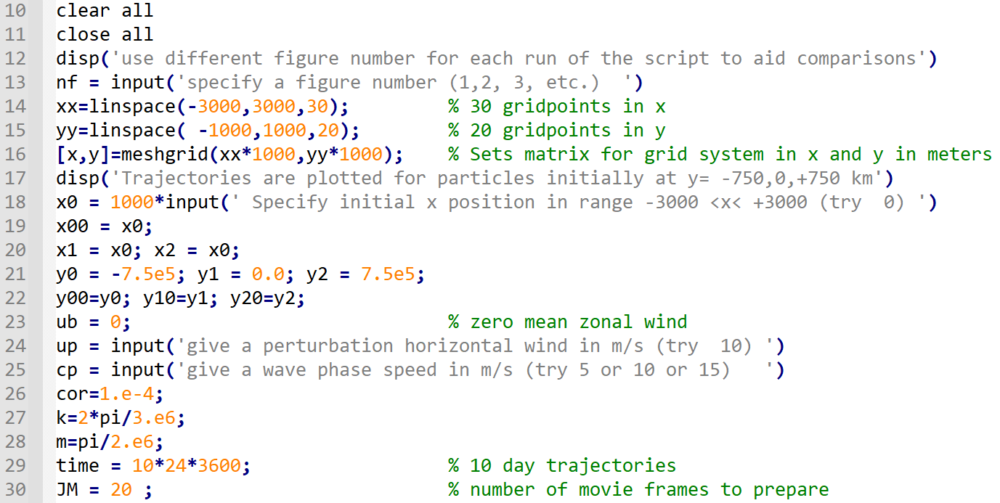 10 clear all
11 close all
12 disp('use different figure number for each run of the script to aid comparisons')
13 nf = input('specify a figure number (1,2, 3, etc.)  ')
14 xx=linspace(-3000,3000,30);         % 30 gridpoints in x
15 yy=linspace( -1000,1000,20);        % 20 gridpoints in y
16 [x,y]=meshgrid(xx*1000,yy*1000);    % Sets matrix for grid system in x and y in meters
17 disp('Trajectories are plotted for particles initially at y= -750,0,+750 km')
18 x0 = 1000*input(' Specify initial x position in range -3000 <x< +3000 (try  0) ')
19 x00 = x0;
20 x1 = x0; x2 = x0;
21 y0 = -7.5e5; y1 = 0.0; y2 = 7.5e5;
22 y00=y0; y10=y1; y20=y2;
23 ub = 0;                             % zero mean zonal wind
24 up = input('give a perturbation horizontal wind in m/s (try  10) ')
25 cp = input('give a wave phase speed in m/s (try 5 or 10 or 15)   ')
26 cor=1.e-4;
27 k=2*pi/3.e6;
28 m=pi/2.e6;
29 time = 10*24*3600;                  % 10 day trajectories
30 JM = 20 ;                           % number of movie frames to prepare